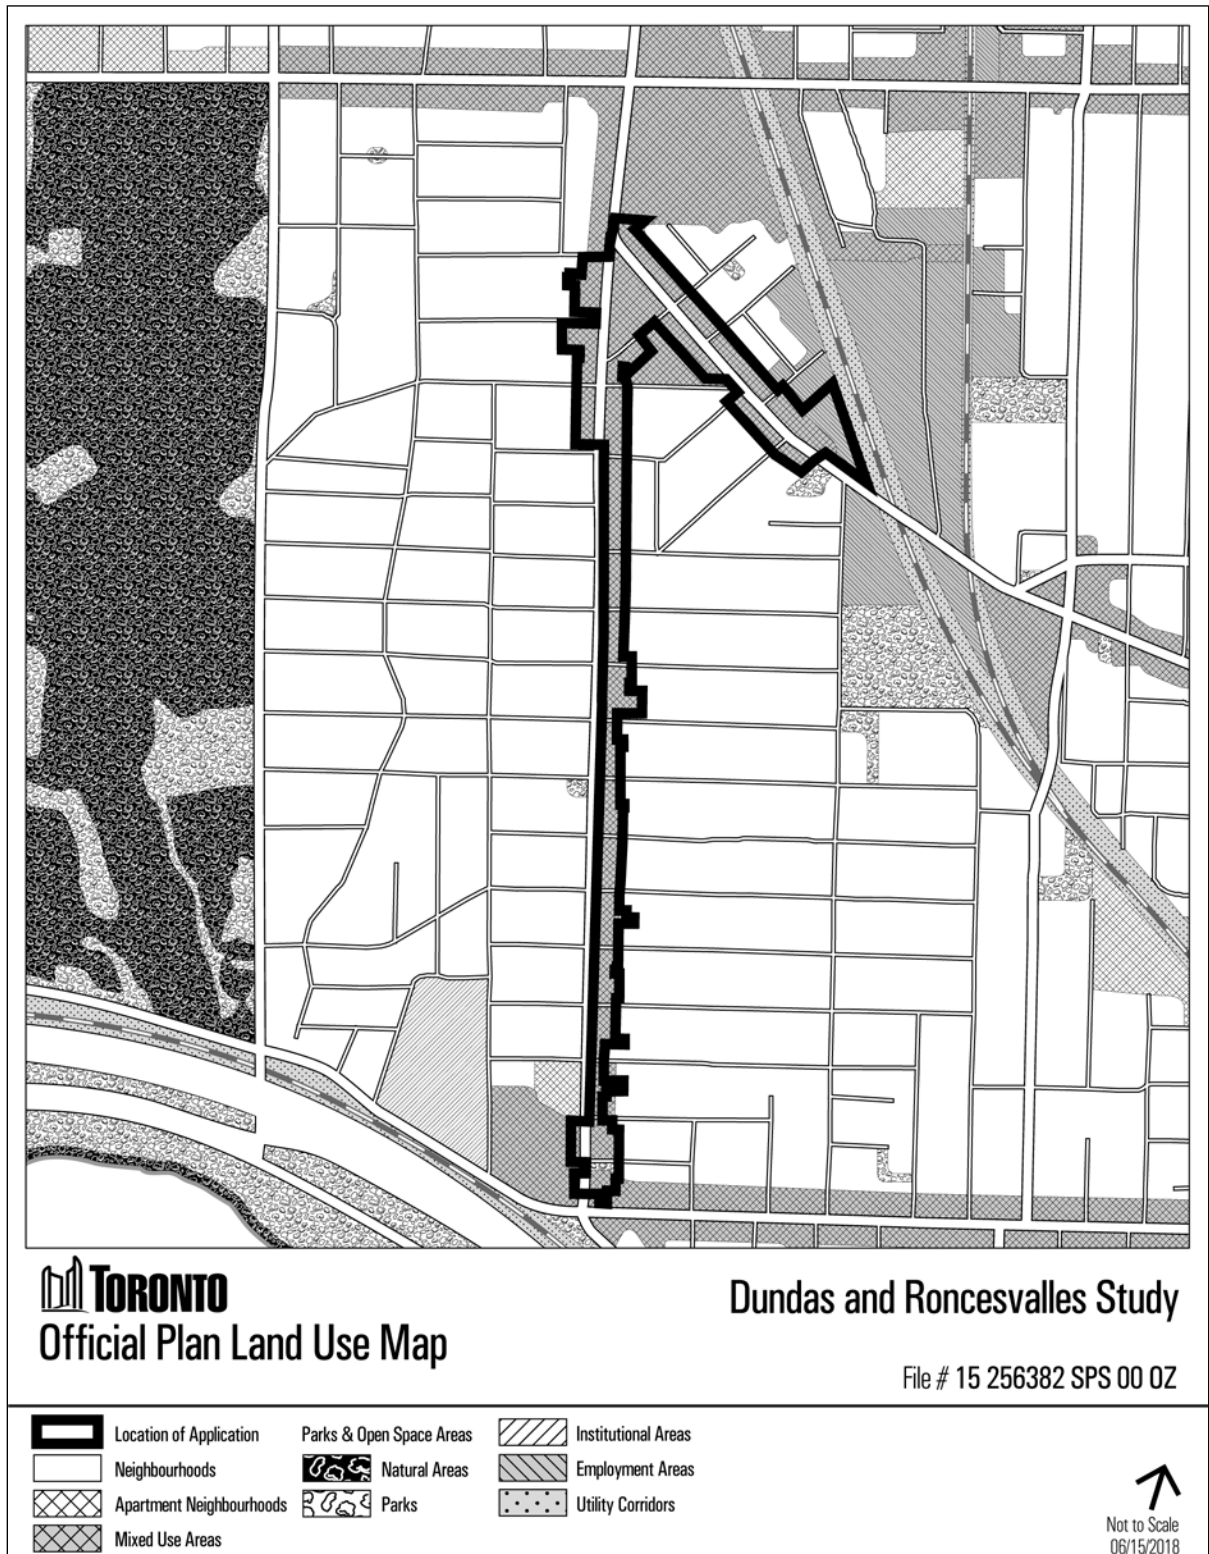 TORONTO
Official Plan Land Use Map
Dundas and Roncesvalles Study
File # 15 256382 SPS 00 OZ
Location of Application
Neighbourhoods
Apartment Neighbourhoods
Mixed Use Areas
Parks & Open Space Areas
Natural Areas
Parks
Institutional Areas
Employment Areas
Utility Corridors
Not to Scale
06/15/2018